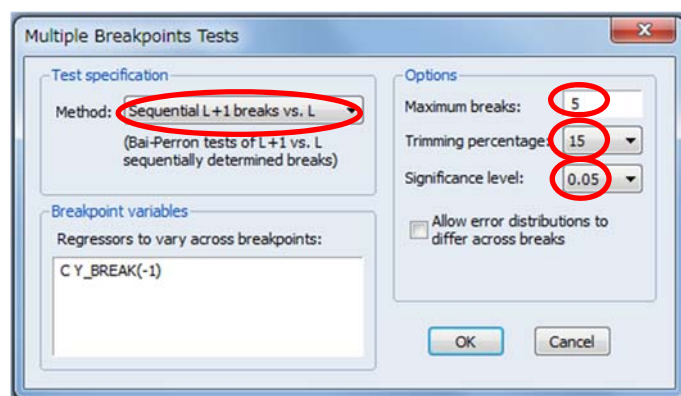 Multiple Breakpoints Tests
Test specification
Method: Sequential L+1 breaks vs. L
(Bai-Perron tests of L+1 vs. L
sequentially determined breaks)
Breakpoint variables
Regressors to vary across breakpoints:
C Y_BREAK(-1)
Options
Maximum breaks: 5
Trimming percentage: 15
Significance level: 0.05
Allow error distributions to
differ across breaks
OK
Cancel